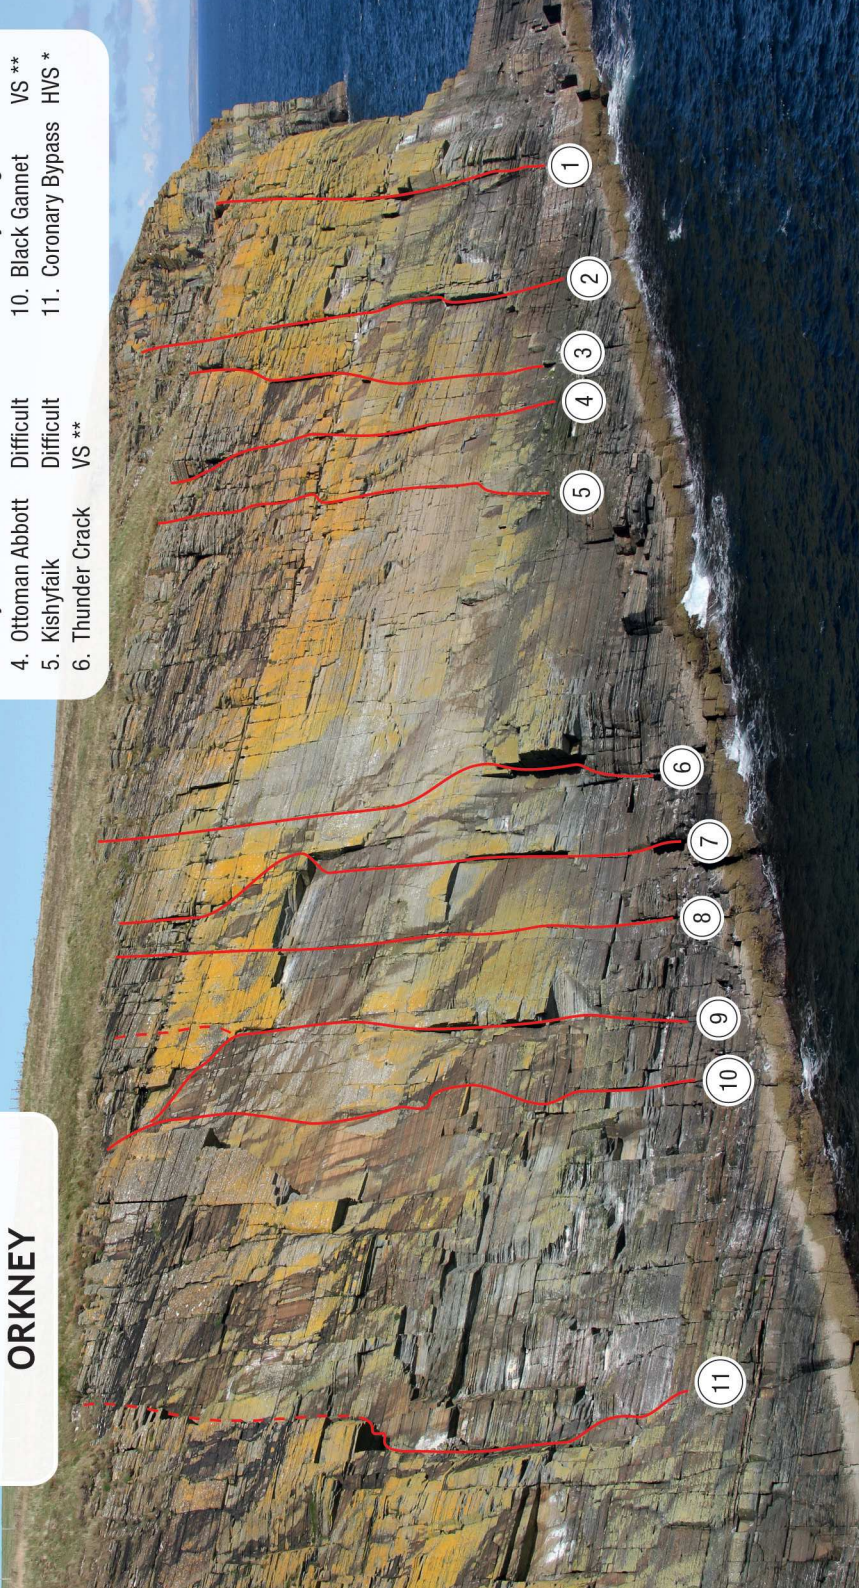 ORKNEY
4. Ottoman Abbott Difficult 10. Black Gannet VS **
5. Kishyfaik Difficult 11. Coronary Bypass HVS *
6. Thunder Crack VS **
11
10
9
8
7
6
5
4
3
2
1